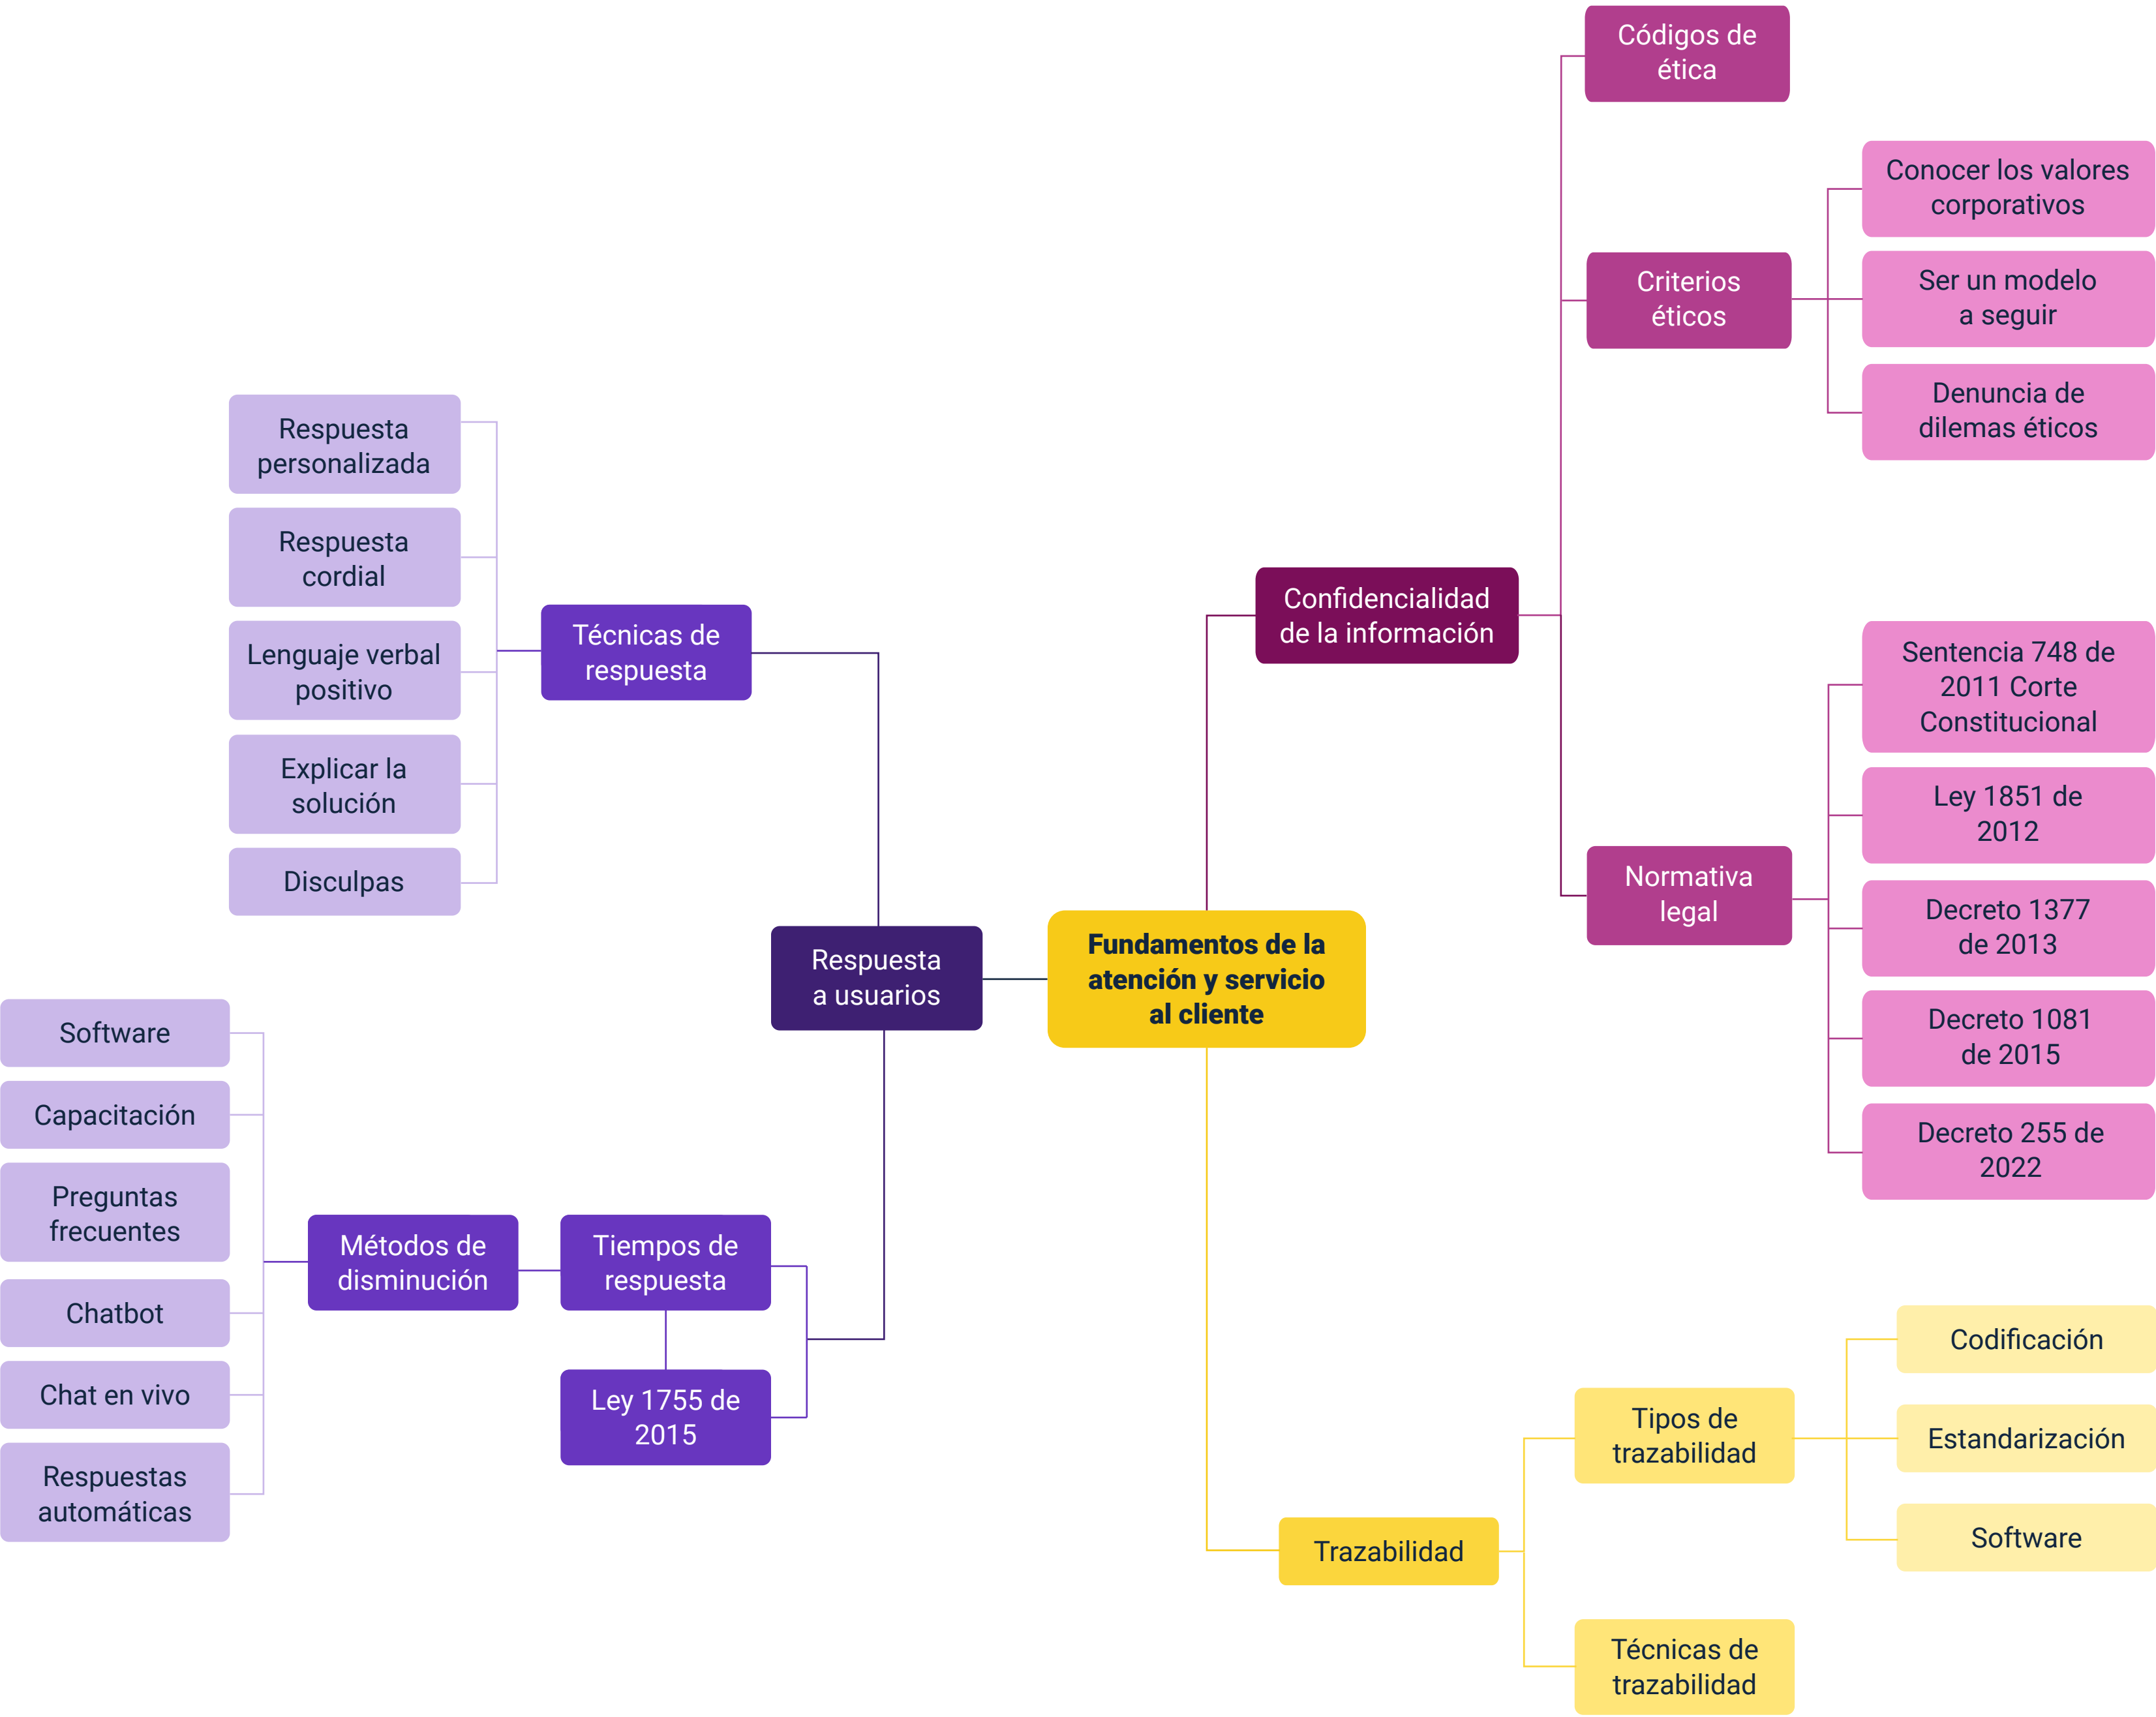 Fundamentos de la
atención y servicio
al cliente
Confidencialidad
de la información
Códigos de
ética
Criterios
éticos
Conocer los valores
corporativos
Ser un modelo
a seguir
Denuncia de
dilemas éticos
Normativa
legal
Sentencia 748 de
2011 Corte
Constitucional
Ley 1851 de
2012
Decreto 1377
de 2013
Decreto 1081
de 2015
Decreto 255 de
2022
Trazabilidad
Tipos de
trazabilidad
Codificación
Estandarización
Software
Técnicas de
trazabilidad
Respuesta
a usuarios
Técnicas de
respuesta
Respuesta
personalizada
Respuesta
cordial
Lenguaje verbal
positivo
Explicar la
solución
Disculpas
Tiempos de
respuesta
Ley 1755 de
2015
Métodos de
disminución
Software
Capacitación
Preguntas
frecuentes
Chatbot
Chat en vivo
Respuestas
automáticas